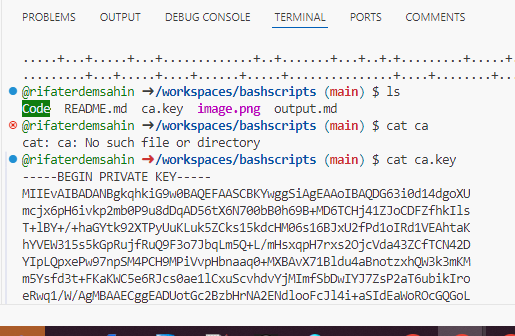 PROBLEMS OUTPUT DEBUG CONSOLE TERMINAL PORTS COMMENTS
@rifaterdemsahin ➜/workspaces/bashscripts (main) $ ls
Code README.md ca.key image.png output.md
@rifaterdemsahin ➜/workspaces/bashscripts (main) $ cat ca
cat: ca: No such file or directory
@rifaterdemsahin ➜/workspaces/bashscripts (main) $ cat ca.key
-----BEGIN PRIVATE KEY-----
MIIEvAIBADANBgkqhkiG9w0BAQEFAASCBKYwggSiAgEAAoIBAQDG63i0d14dgoXU
mcjx6pH6ivkp2mb0P9u8dDqAD56tX6N700bB0h69B+MD6TCHj41ZJoCDFZfhkIls
T+lBY+/+haGYtk92XTPyUuKLuk5ZCks15kdcHM06s16BJxU2fPd1oIRd1VEAhtaK
hYVEW315s5kGpRujfRuQ9F3o7JbqLm5Q+L/mHsxqpH7rxs2OjcVda43ZCfTCN42D
YIpLQpxePw97npSM4PCH9MPiVvpHbnaaq0+MXBAvX71Bldu4aBnotzxhQW3k3mKM
m5Ysfd3t+FKaKWC5e6RJcs0ae1lCxuScvhdvYjMImfSbDwIYJ7ZsP2aT6ubikIro
eRwq1/W/AgMBAAECggEADUotGc2BzbHrNA2ENdlooFcJl4i+aSIdEaWoROcGQGoL